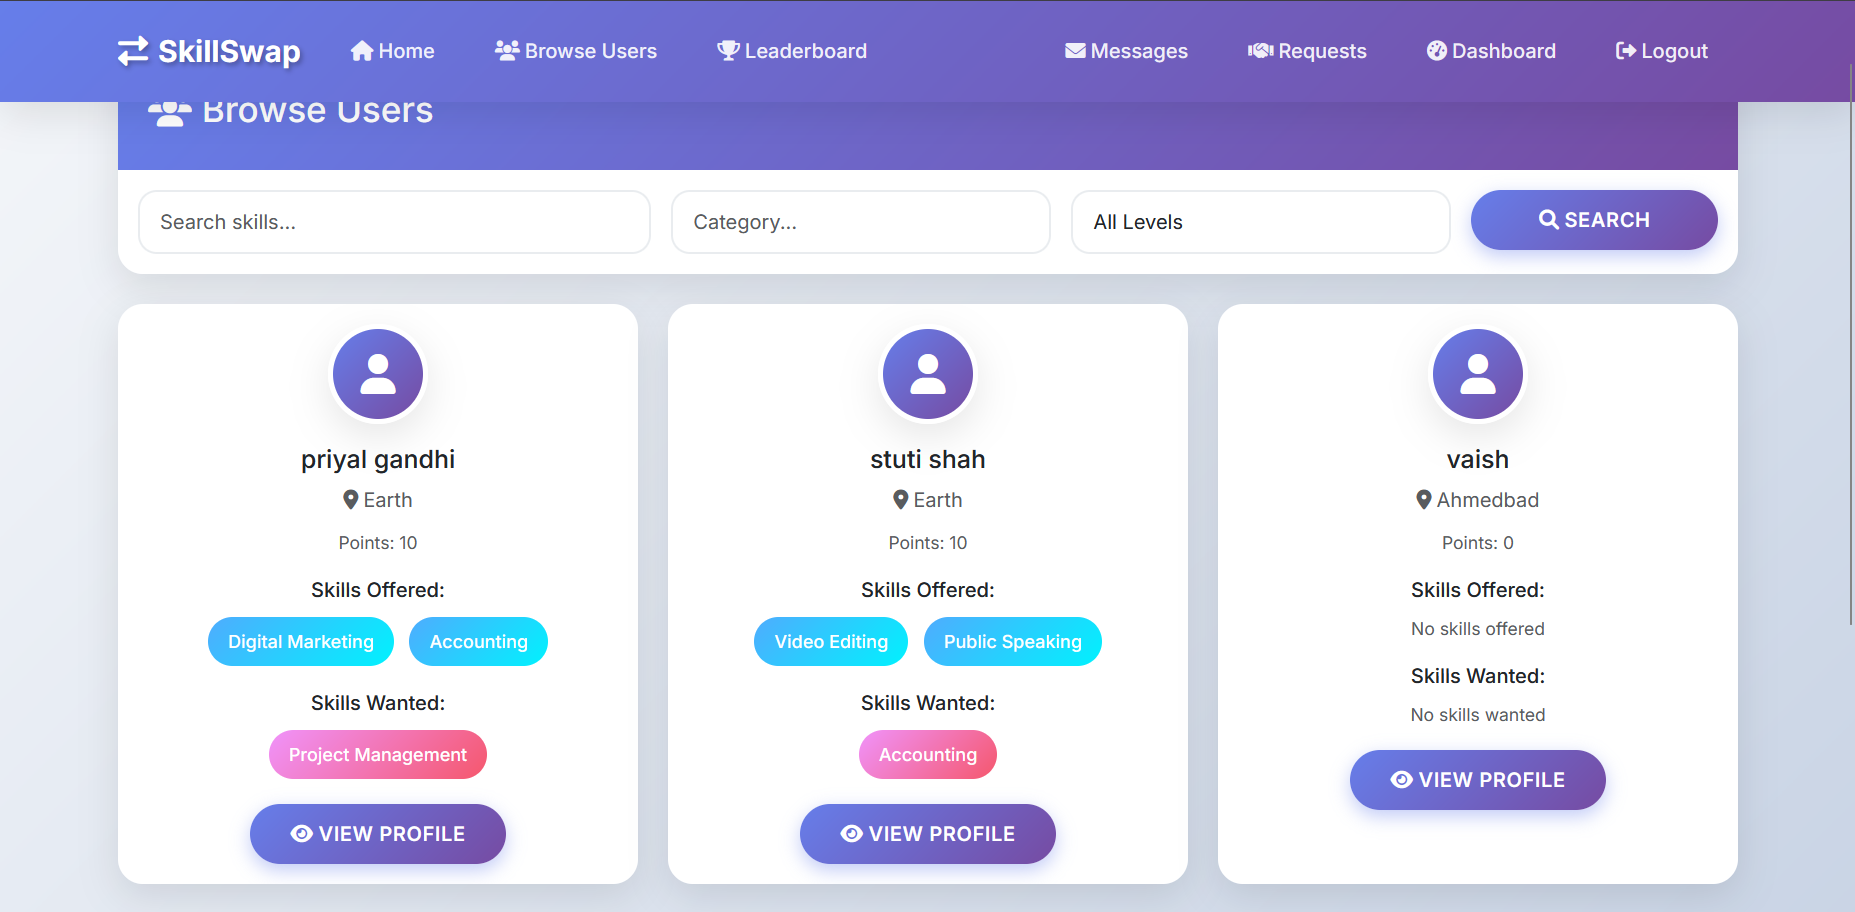 SkillSwap Home Browse Users Leaderboard Messages Requests Dashboard Logout
Browse Users
Search skills... Category... All Levels SEARCH
priyal gandhi
Earth
Points: 10
Skills Offered:
Digital Marketing Accounting
Skills Wanted:
Project Management
VIEW PROFILE
stuti shah
Earth
Points: 10
Skills Offered:
Video Editing Public Speaking
Skills Wanted:
Accounting
VIEW PROFILE
vaish
Ahmedbad
Points: 0
Skills Offered:
No skills offered
Skills Wanted:
No skills wanted
VIEW PROFILE